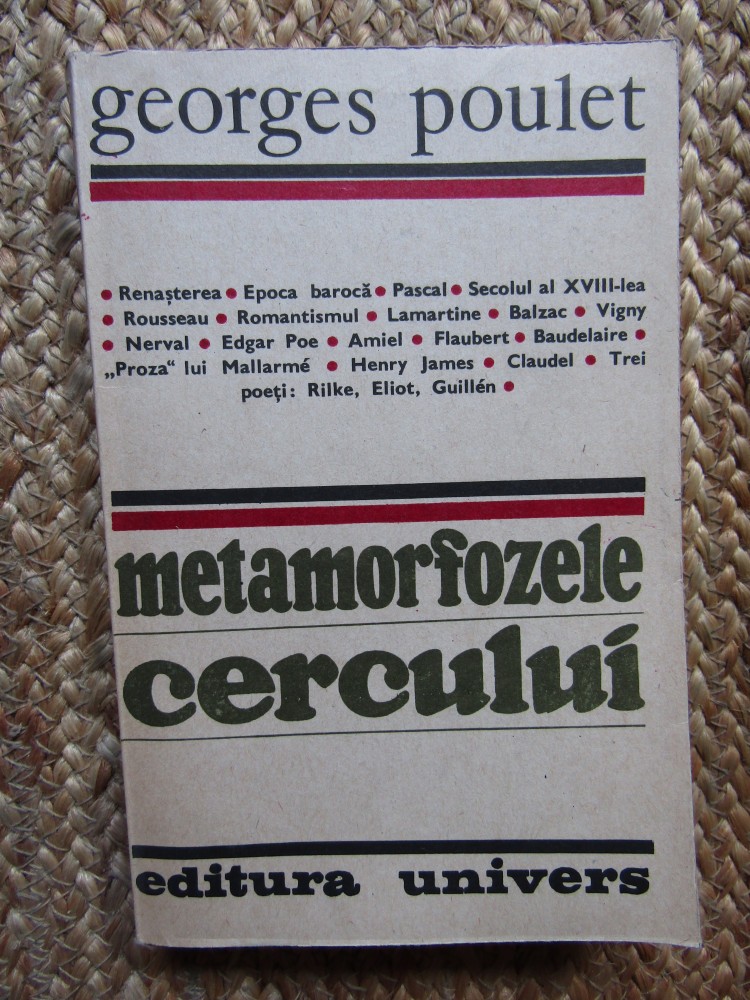 georges poulet
• Renașterea • Epoca barocă • Pascal • Secolul al XVIII-lea
• Rousseau • Romantismul • Lamartine • Balzac • Vigny
• Nerval • Edgar Poe • Amiel • Flaubert • Baudelaire •
„Proza“ lui Mallarmé • Henry James • Claudel • Trei
poeți: Rilke, Eliot, Guillén •
metamorfozele
cercului
editura univers